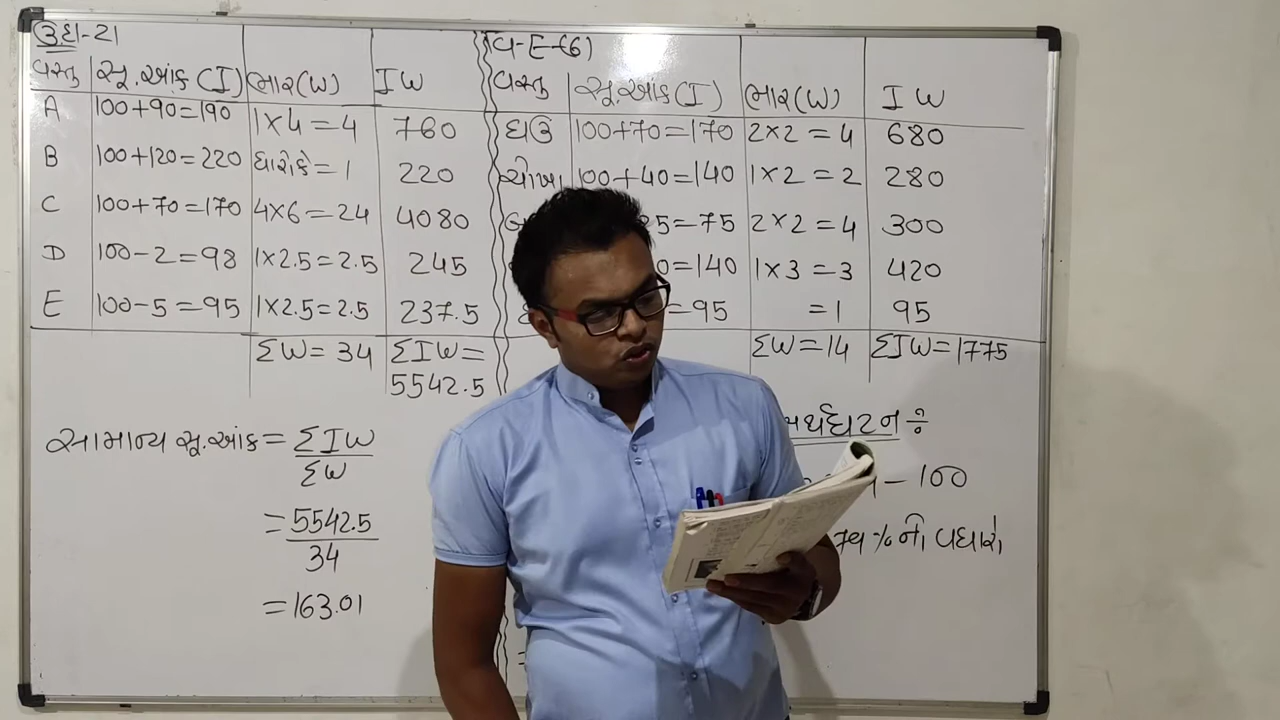 ઉદા-21
વસ્તુ સૂ.આંક (I) ભાર(W) IW
A 100+90=190 1×4=4 760
B 100+120=220 ધારોકે=1 220
C 100+70=170 4×6=24 4080
D 100-2=98 1×2.5=2.5 245
E 100-5=95 1×2.5=2.5 237.5
ΣW=34 ΣIW=
5542.5
સામાન્ય સૂ.આંક = ΣIW
ΣW
= 5542.5
34
=163.01
વિ-E-(6)
વસ્તુ સૂ.આંક(I) ભાર(W) IW
ઘઉં 100+70=170 2×2=4 680
ચોખા 100+40=140 1×2=2 280
25=75 2×2=4 300
0=140 1×3=3 420
=95 =1 95
ΣW=14 ΣIW=1775
અર્થઘટન ÷
- 100
%નો વધારો